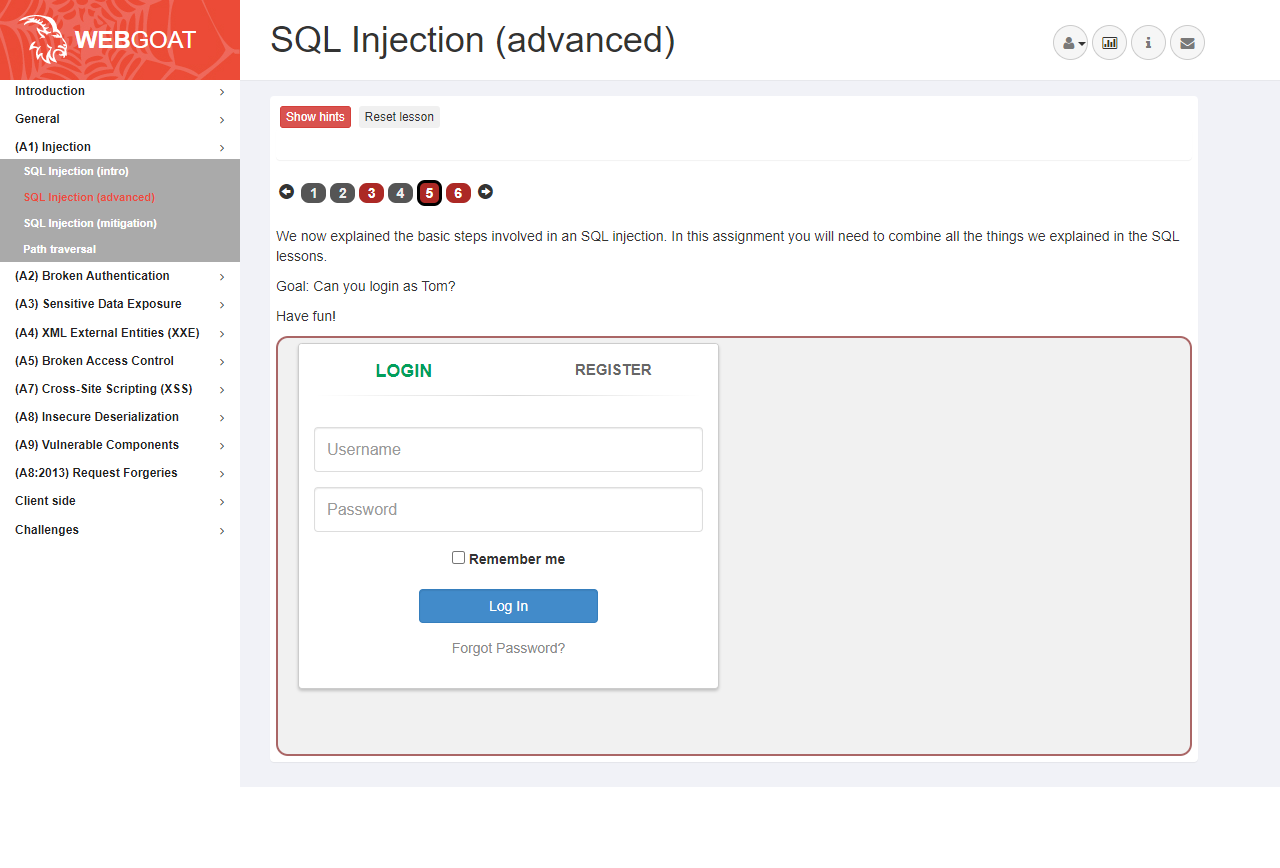 WEBGOAT
SQL Injection (advanced)
Introduction
General
(A1) Injection
SQL Injection (intro)
SQL Injection (advanced)
SQL Injection (mitigation)
Path traversal
(A2) Broken Authentication
(A3) Sensitive Data Exposure
(A4) XML External Entities (XXE)
(A5) Broken Access Control
(A7) Cross-Site Scripting (XSS)
(A8) Insecure Deserialization
(A9) Vulnerable Components
(A8:2013) Request Forgeries
Client side
Challenges
Show hints Reset lesson
1 2 3 4 5 6
We now explained the basic steps involved in an SQL injection. In this assignment you will need to combine all the things we explained in the SQL
lessons.
Goal: Can you login as Tom?
Have fun!
LOGIN REGISTER
Username
Password
Remember me
Log In
Forgot Password?